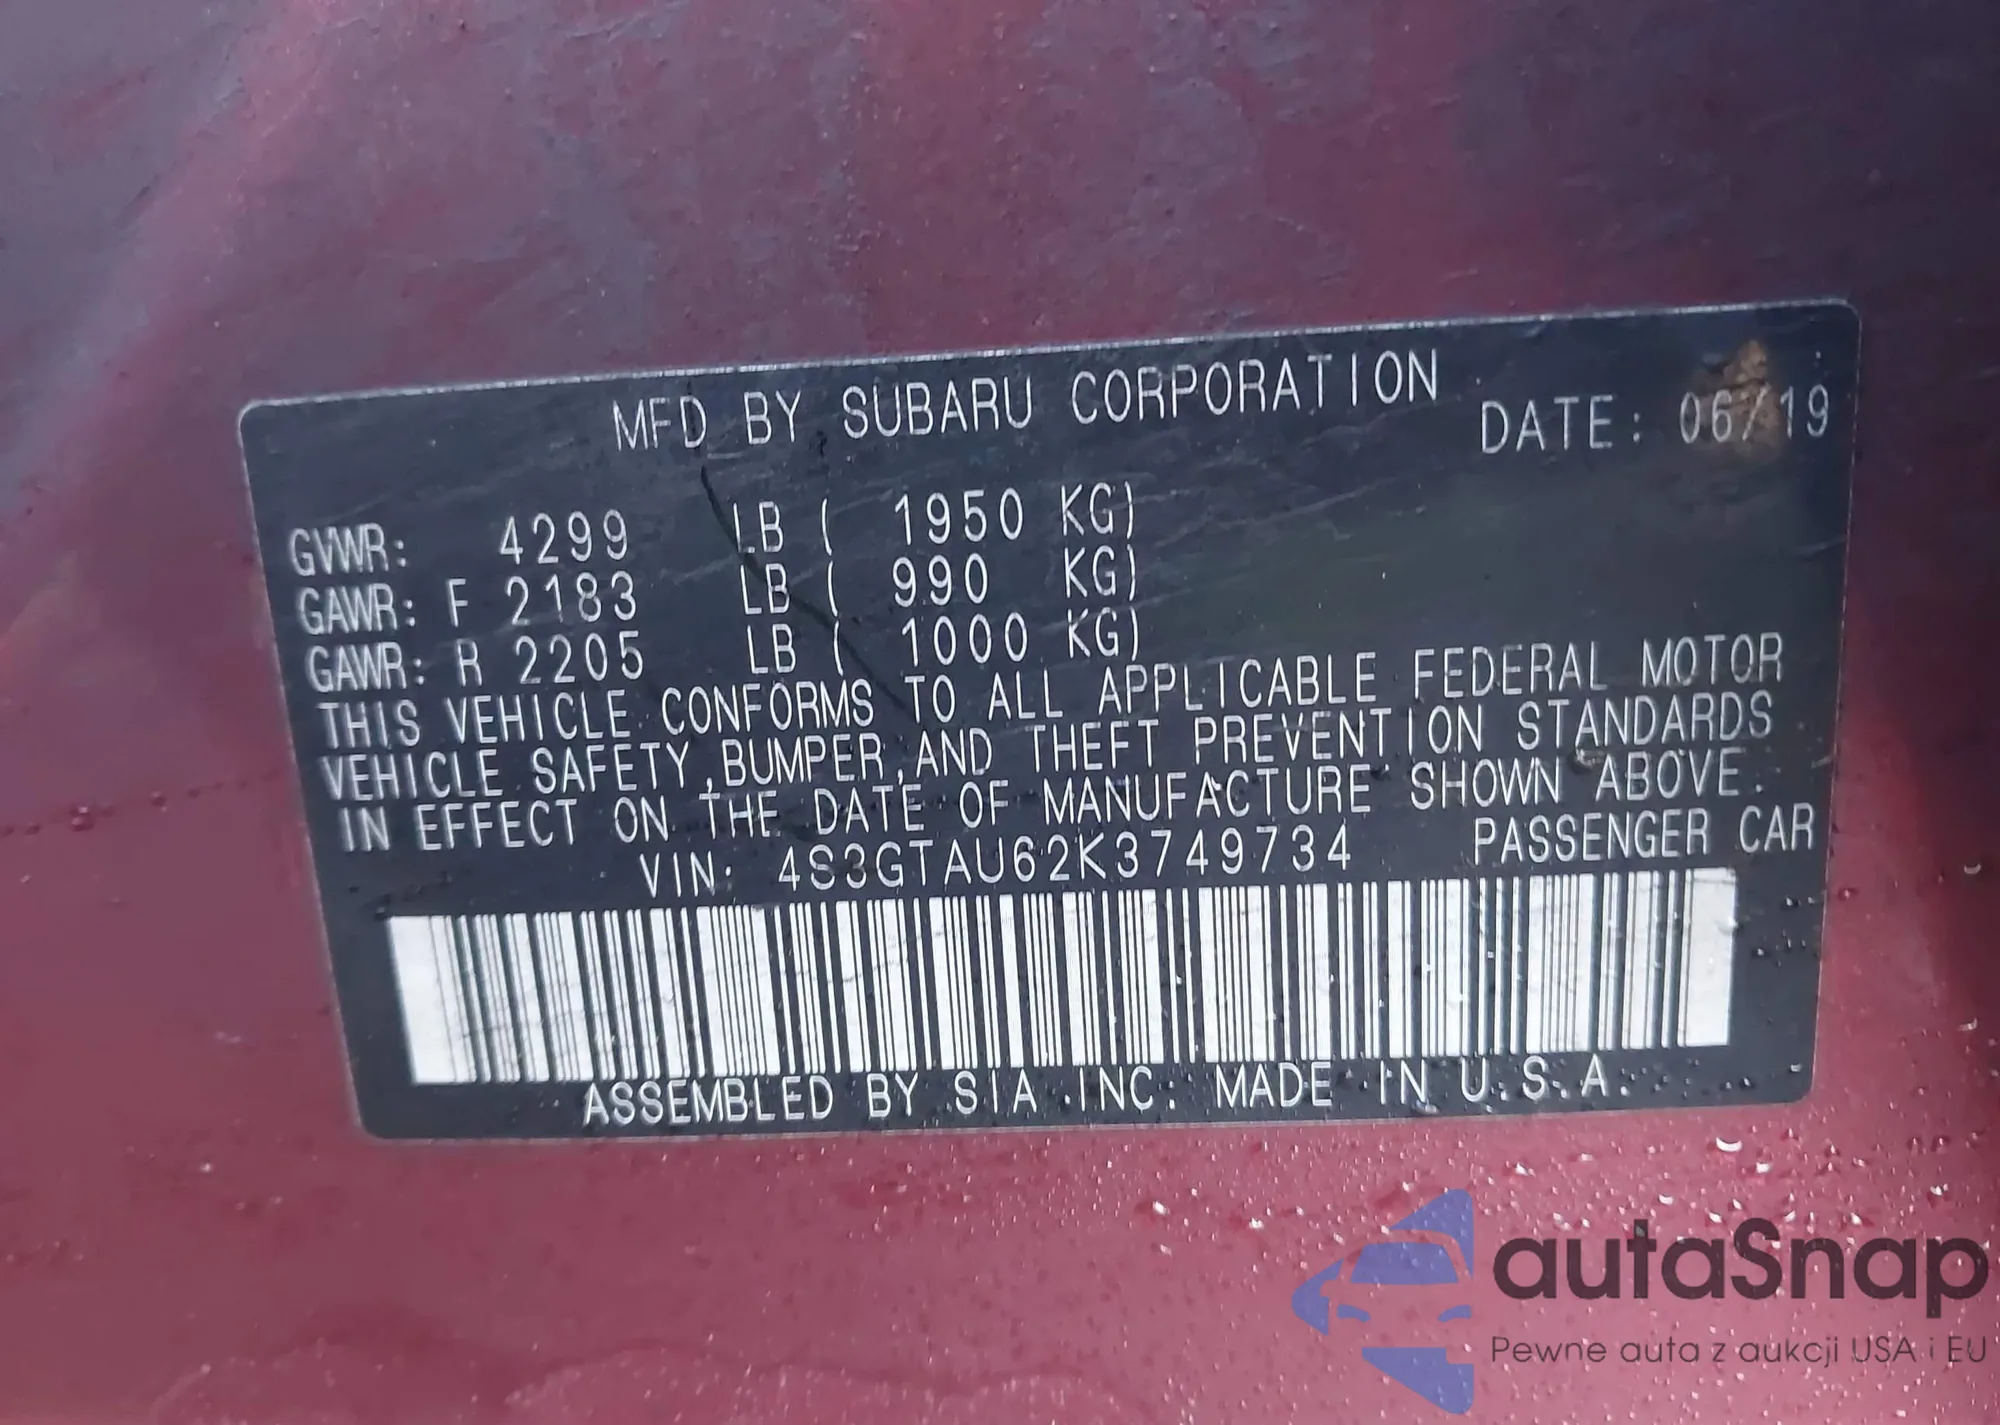 MFD BY SUBARU CORPORATION DATE: 06/19
GVWR: 4299 LB ( 1950 KG)
GAWR: F 2183 LB ( 990 KG)
GAWR: R 2205 LB ( 1000 KG)
THIS VEHICLE CONFORMS TO ALL APPLICABLE FEDERAL MOTOR
VEHICLE SAFETY,BUMPER,AND THEFT PREVENTION STANDARDS
IN EFFECT ON THE DATE OF MANUFACTURE SHOWN ABOVE.
VIN: 4S3GTAU62K3749734 PASSENGER CAR
ASSEMBLED BY SIA INC. MADE IN U.S.A.
autaSnap
Pewne auta z aukcji USA i EU